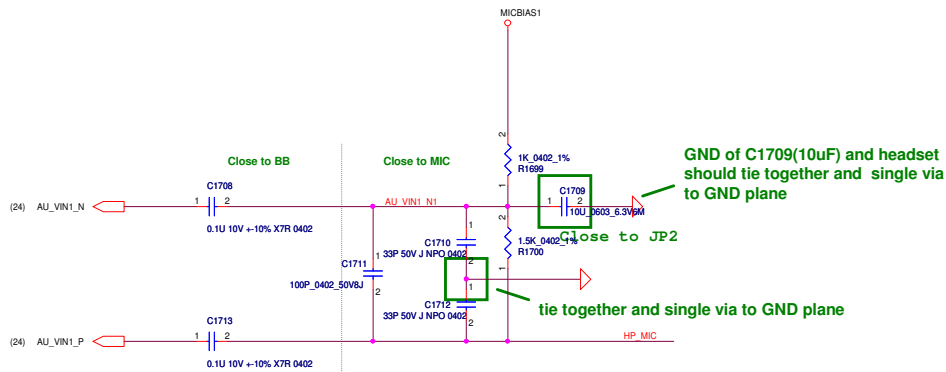 MICBIAS1
2
1K_0402_1%
R1699
1
GND of C1709(10uF) and headset
should tie together and single via
to GND plane
Close to BB
Close to MIC
C1708
C1709
(24) AU_VIN1_N
1 2
AU_VIN1_N1
1 2
10U_0603_6.3V6M
0.1U 10V +-10% X7R 0402
Close to JP2
1
C1710
33P 50V J NPO 0402
2
2
1.5K_0402_1%
R1700
1
C1711
1
100P_0402_50V8J
2
1
C1712
33P 50V J NPO 0402
2
tie together and single via to GND plane
C1713
(24) AU_VIN1_P
1 2
HP_MIC
0.1U 10V +-10% X7R 0402